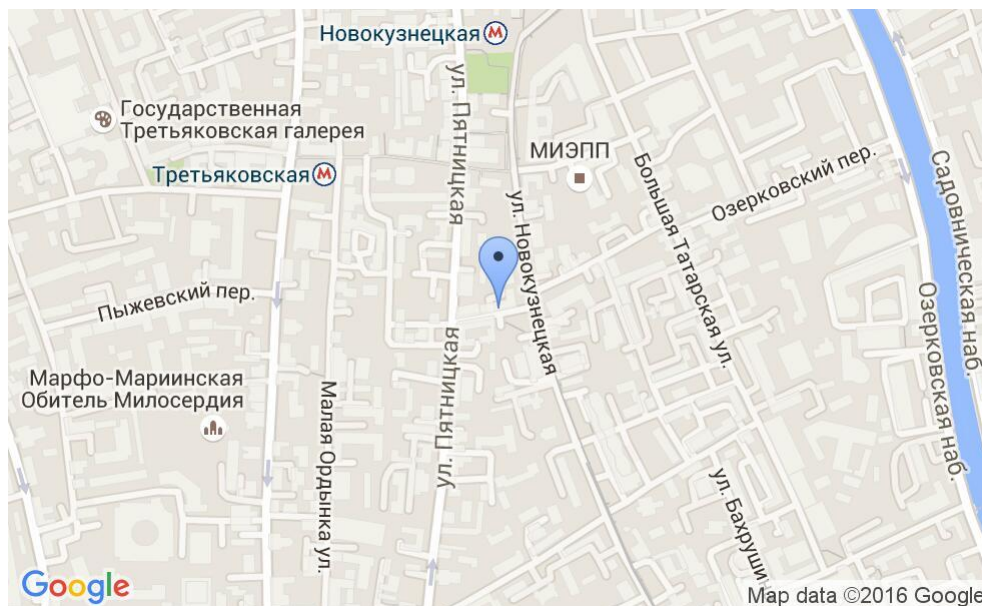 Новокузнецкая
ул. Пятницкая
Государственная
Третьяковская галерея
МИЭПП
Третьяковская
Большая Татарская ул.
Озерковский пер.
Садовническая наб.
ул. Новокузнецкая
Пыжевский пер.
Озерковская наб.
ул. Пятницкая
Марфо-Мариинская
Обитель Милосердия
Малая Ордынка ул.
ул. Бахрушин
Google
Map data ©2016 Google